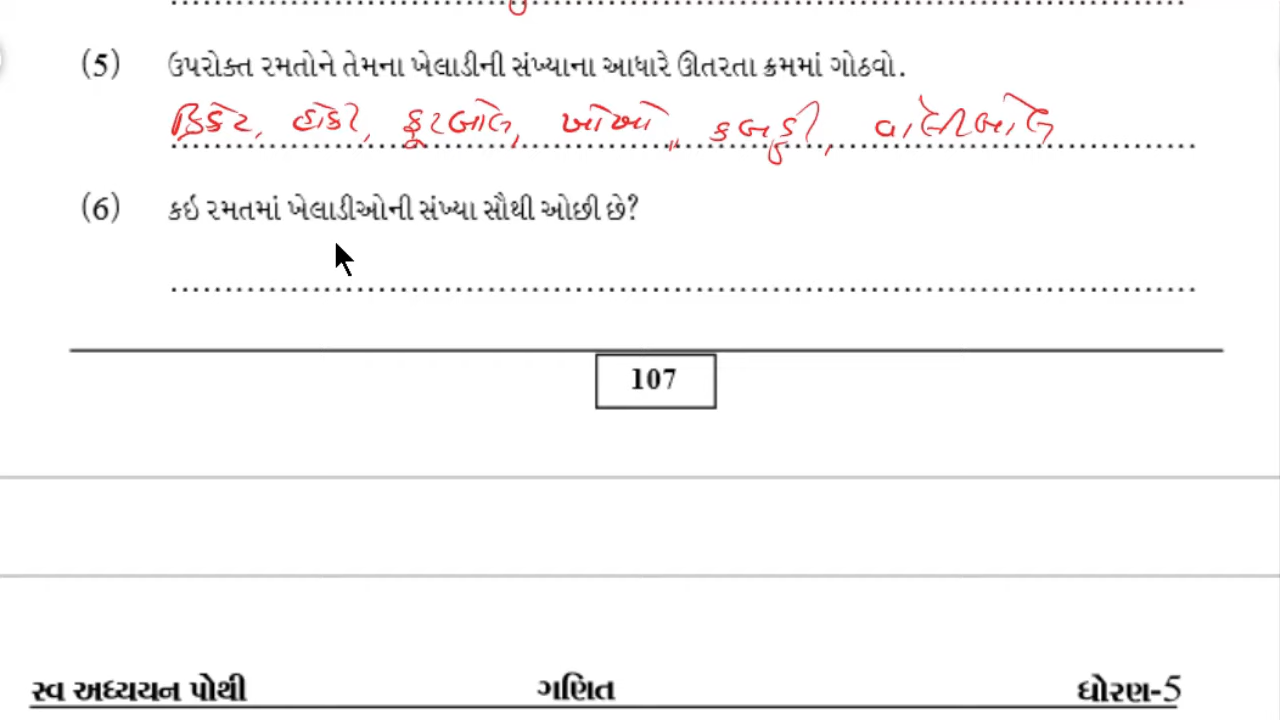 (5) ઉપરોક્ત રમતોને તેમના ખેલાડીની સંખ્યાના આધારે ઊતરતા ક્રમમાં ગોઠવો.
ક્રિકેટ, હોકી, ફૂટબોલ, ખોખો, કબડ્ડી, વોલીબોલ
(6) કઇ રમતમાં ખેલાડીઓની સંખ્યા સૌથી ઓછી છે?
107
સ્વ અધ્યયન પોથી ગણિત ધોરણ-5